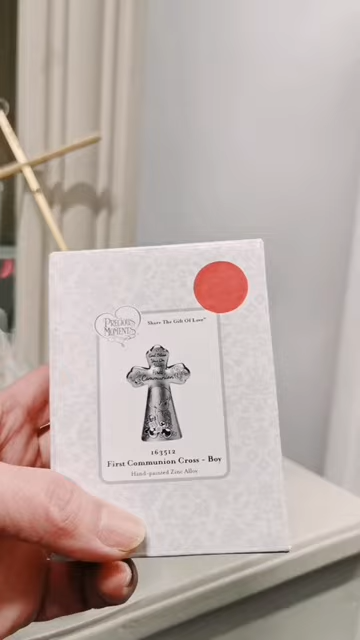 Precious
Moments
Share The Gift Of Love™
163512
First Communion Cross - Boy
Hand-painted Zinc Alloy